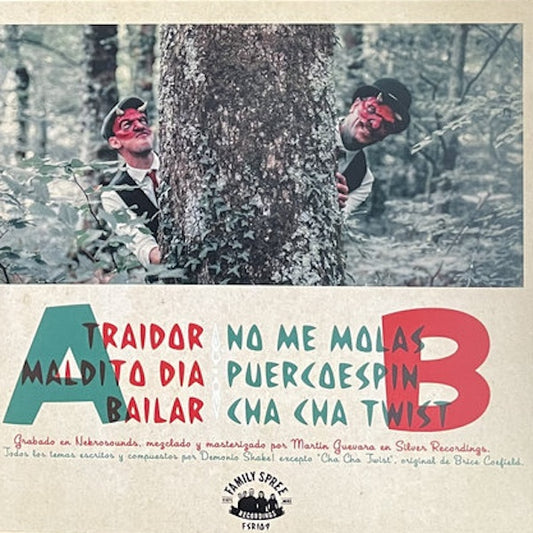 A
TRAIDOR
MALDITO DIA
BAILAR
B
NO ME MOLAS
PUERCOESPIN
CHA CHA TWIST
Grabado en Nekrosounds, mezclado y masterizado por Martin Guevara en Silver Recordings.
Todos los temas escritos y compuestos por Demonio Shake! excepto "Cha Cha Twist", original de Brice Coefield.
FAMILY SPREE
RECORDINGS
FSR109